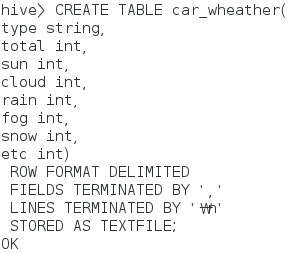 hive> CREATE TABLE car_wheather(
type string,
total int,
sun int,
cloud int,
rain int,
fog int,
snow int,
etc int)
ROW FORMAT DELIMITED
FIELDS TERMINATED BY ','
LINES TERMINATED BY '₩n'
STORED AS TEXTFILE;
OK